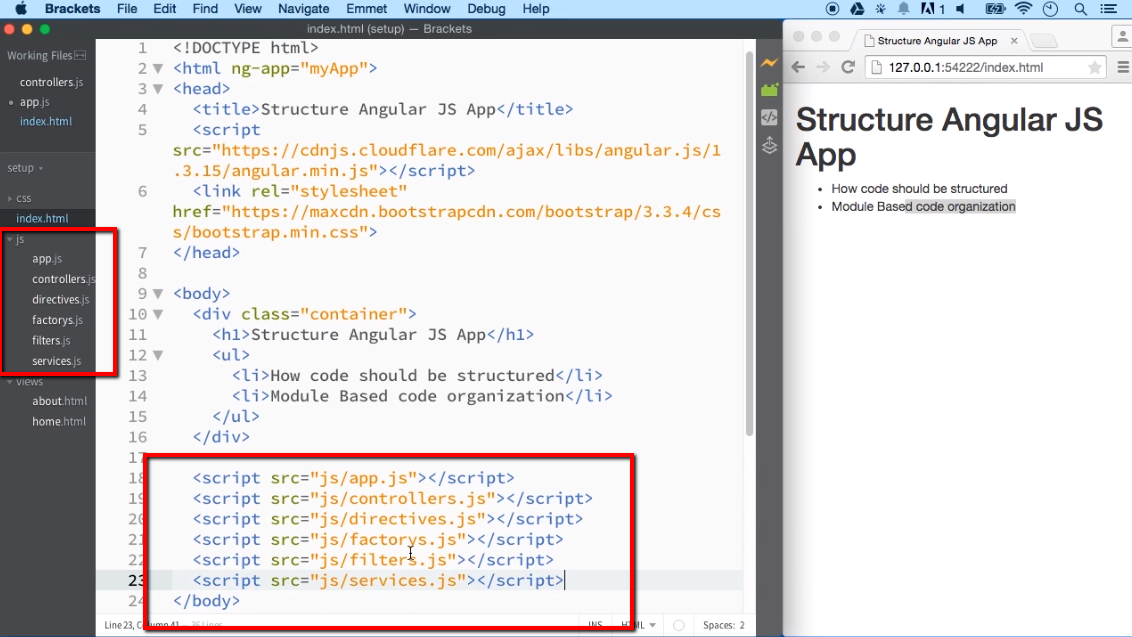 Brackets File Edit Find View Navigate Emmet Window Debug Help 1
index.html (setup) — Brackets
Working Files
controllers.js
app.js
index.html
setup
css
index.html
js
app.js
controllers.js
directives.js
factorys.js
filters.js
services.js
views
about.html
home.html
1 <!DOCTYPE html>
2 <html ng-app="myApp">
3 <head>
4 <title>Structure Angular JS App</title>
5 <script
src="https://cdnjs.cloudflare.com/ajax/libs/angular.js/1
.3.15/angular.min.js"></script>
6 <link rel="stylesheet"
href="https://maxcdn.bootstrapcdn.com/bootstrap/3.3.4/cs
s/bootstrap.min.css">
7 </head>
8
9 <body>
10 <div class="container">
11 <h1>Structure Angular JS App</h1>
12 <ul>
13 <li>How code should be structured</li>
14 <li>Module Based code organization</li>
15 </ul>
16 </div>
17
18 <script src="js/app.js"></script>
19 <script src="js/controllers.js"></script>
20 <script src="js/directives.js"></script>
21 <script src="js/factorys.js"></script>
22 <script src="js/filters.js"></script>
23 <script src="js/services.js"></script>
24 </body>
Line 23, Column 41 — 36 Lines INS HTML Spaces: 2
Structure Angular JS App
127.0.0.1:54222/index.html
Structure Angular JS
App
• How code should be structured
• Module Based code organization